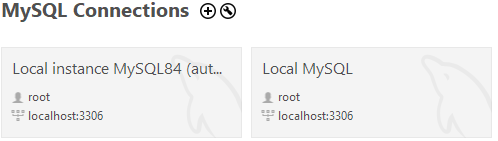 MySQL Connections
Local instance MySQL84 (aut...
root
localhost:3306
Local MySQL
root
localhost:3306